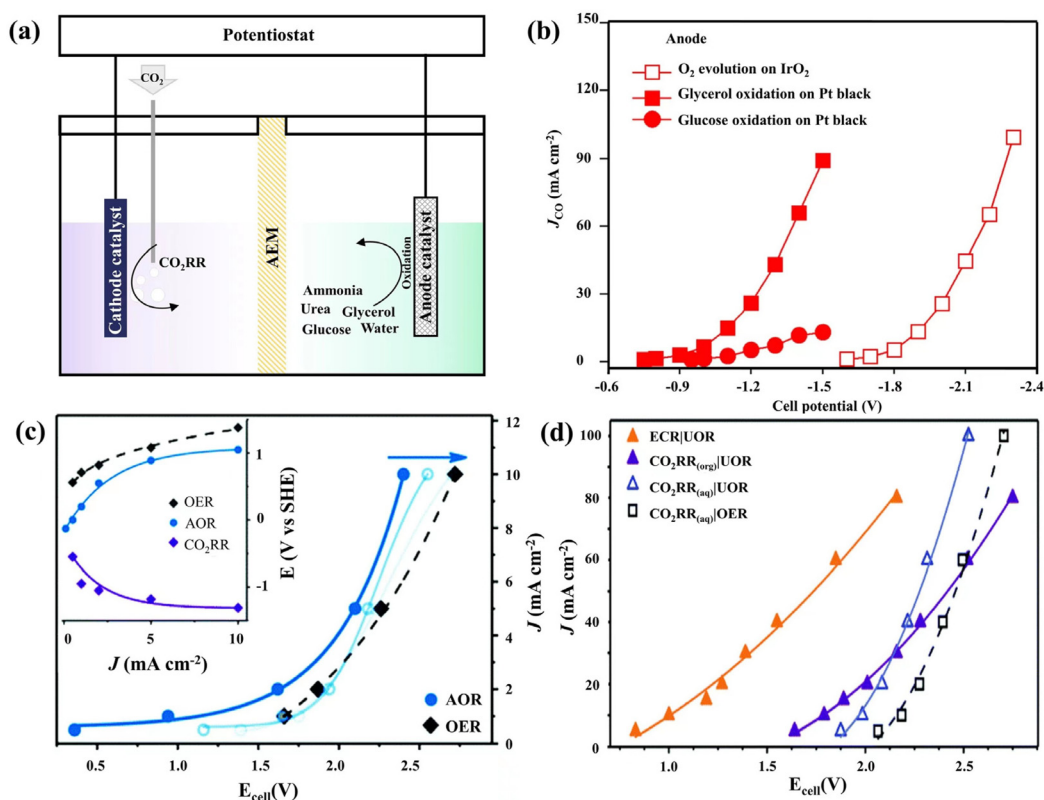 (a)
Potentiostat
CO2
Cathode catalyst
CO2RR
AEM
Oxidation
Anode catalyst
Ammonia
Urea Glycerol
Glucose Water
(b)
Anode
O2 evolution on IrO2
Glycerol oxidation on Pt black
Glucose oxidation on Pt black
JCO (mA cm-2)
150
120
90
60
30
0
-0.6 -0.9 -1.2 -1.5 -1.8 -2.1 -2.4
Cell potential (V)
(c)
OER
AOR
CO2RR
E (V vs SHE)
1
0
-1
0 5 10
J (mA cm-2)
AOR
OER
J (mA cm-2)
12
10
8
6
4
2
0
0.5 1.0 1.5 2.0 2.5
Ecell(V)
(d)
ECR|UOR
CO2RR(org)|UOR
CO2RR(aq)|UOR
CO2RR(aq)|OER
J (mA cm-2)
100
80
60
40
20
0
1.0 1.5 2.0 2.5
Ecell(V)